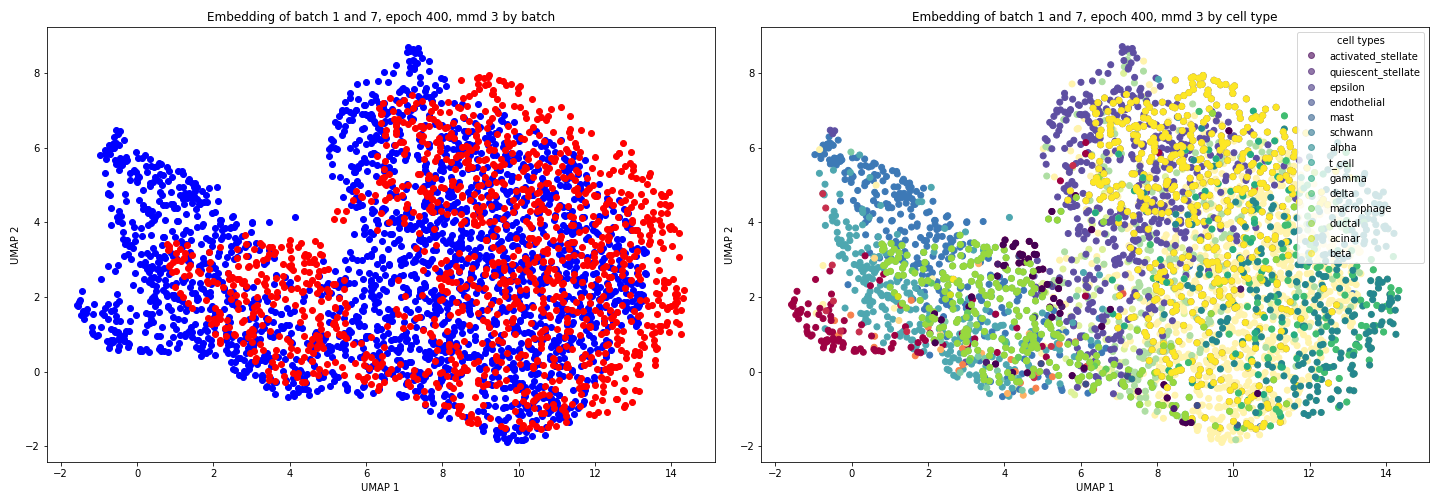 Embedding of batch 1 and 7, epoch 400, mmd 3 by batch
UMAP 2
8
6
4
2
0
−2
−2 0 2 4 6 8 10 12 14
UMAP 1
Embedding of batch 1 and 7, epoch 400, mmd 3 by cell type
UMAP 2
8
6
4
2
0
−2
−2 0 2 4 6 8 10 12 14
UMAP 1
cell types
activated_stellate
quiescent_stellate
epsilon
endothelial
mast
schwann
alpha
t_cell
gamma
delta
macrophage
ductal
acinar
beta